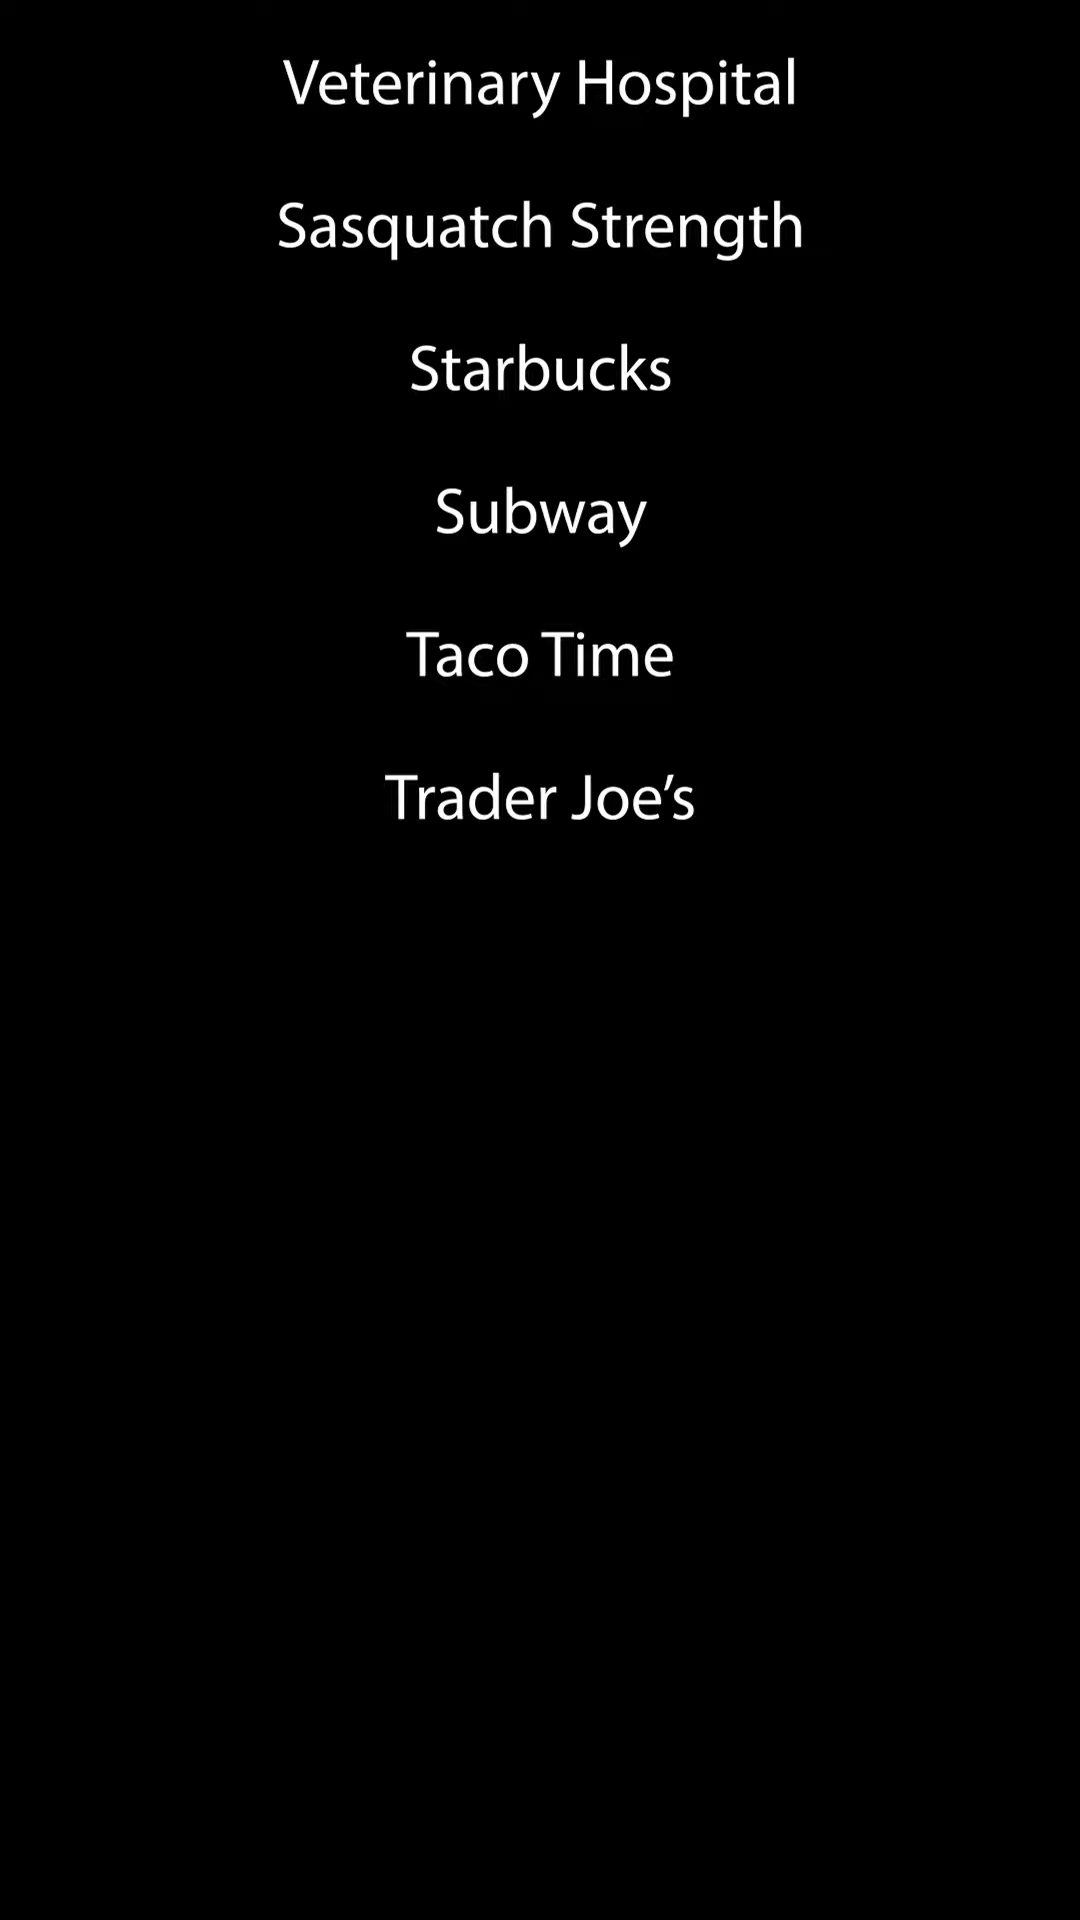 Veterinary Hospital
Sasquatch Strength
Starbucks
Subway
Taco Time
Trader Joe’s